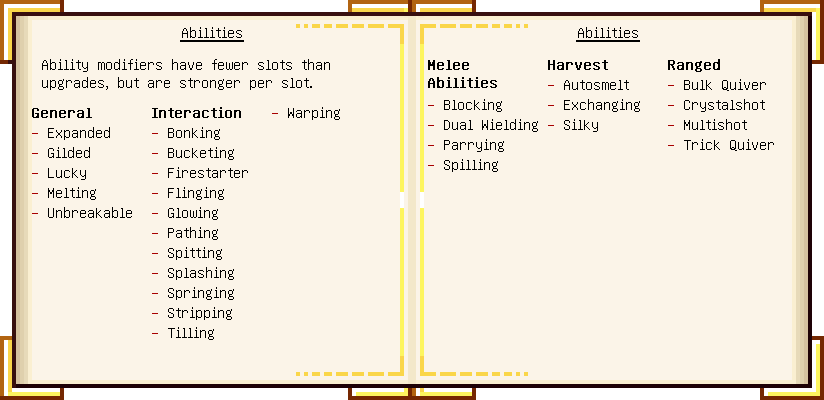 Abilities
Ability modifiers have fewer slots than
upgrades, but are stronger per slot.
General
- Expanded
- Gilded
- Lucky
- Melting
- Unbreakable
Interaction
- Bonking
- Bucketing
- Firestarter
- Flinging
- Glowing
- Pathing
- Spitting
- Splashing
- Springing
- Stripping
- Tilling
- Warping
Abilities
Melee
Abilities
- Blocking
- Dual Wielding
- Parrying
- Spilling
Harvest
- Autosmelt
- Exchanging
- Silky
Ranged
- Bulk Quiver
- Crystalshot
- Multishot
- Trick Quiver